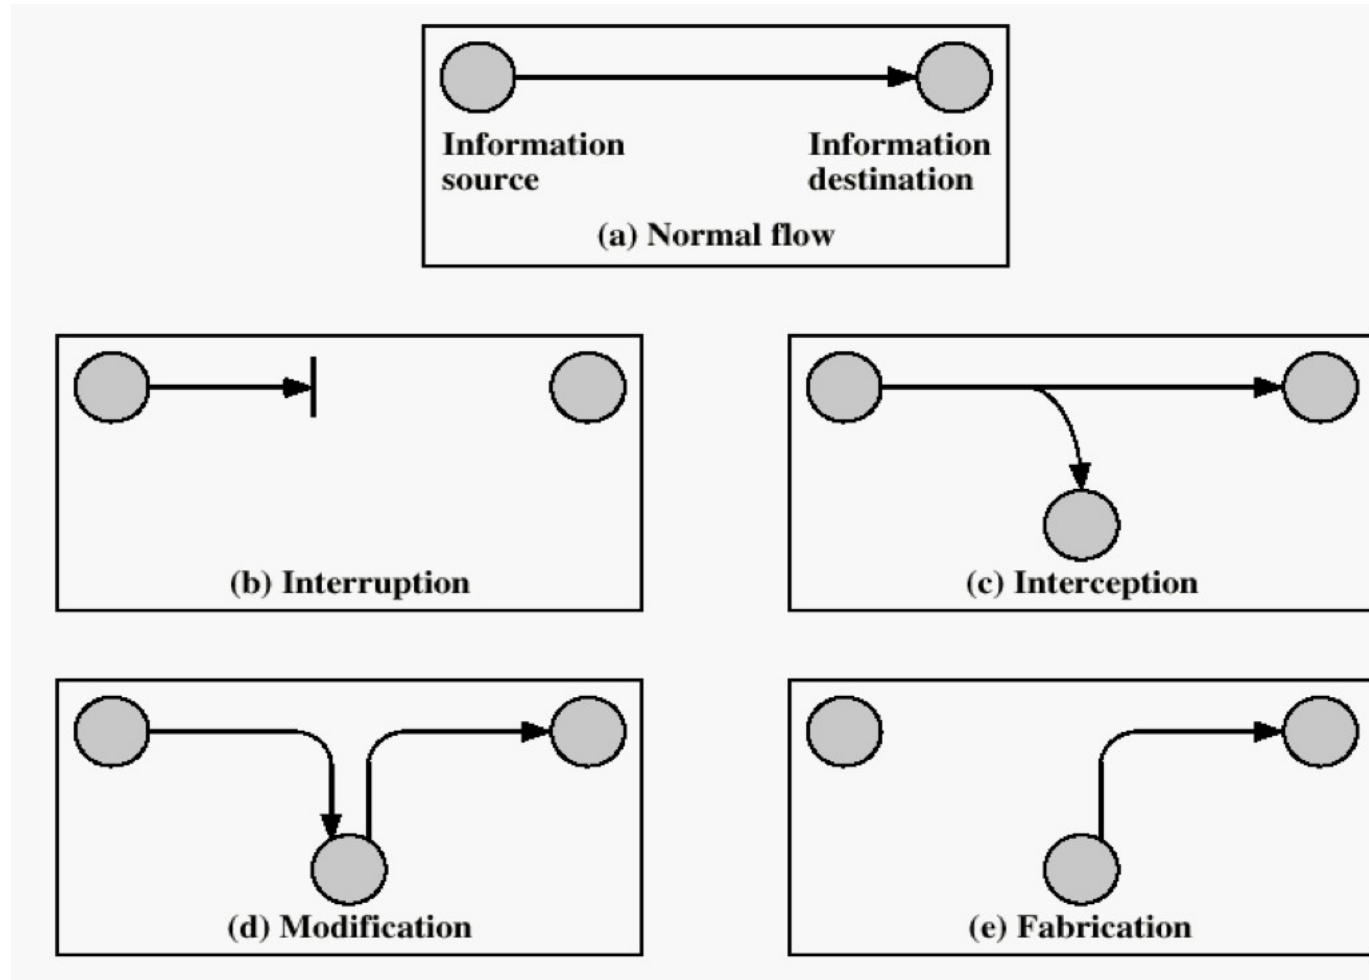 Information
source
Information
destination
(a) Normal flow
(b) Interruption
(c) Interception
(d) Modification
(e) Fabrication